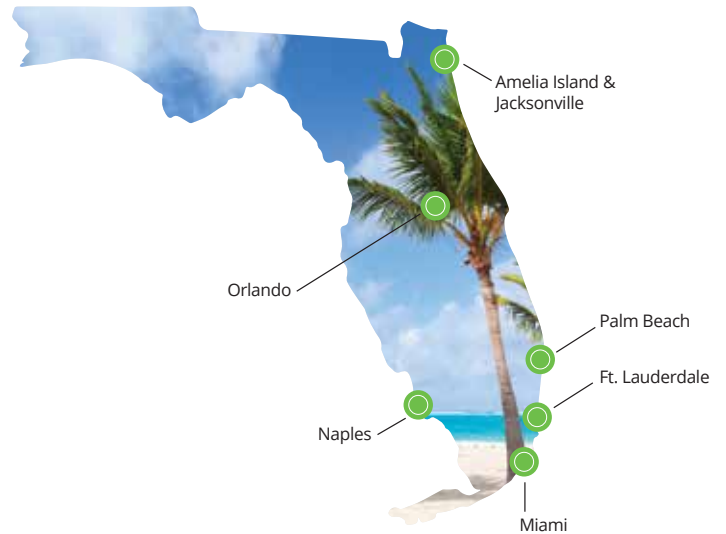 Amelia Island &
Jacksonville
Orlando
Palm Beach
Ft. Lauderdale
Naples
Miami